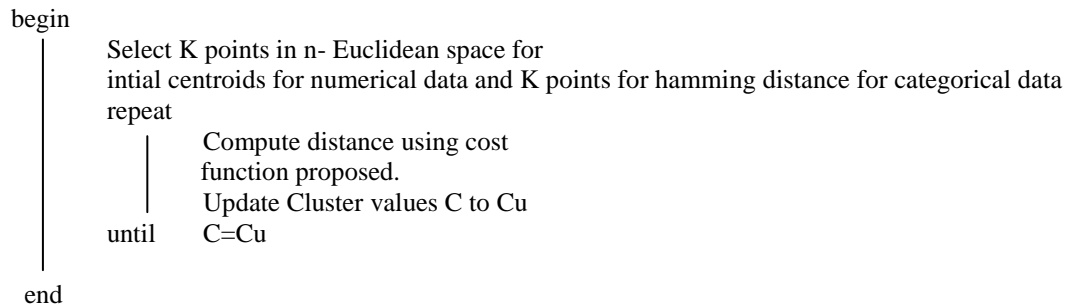 begin
Select K points in n- Euclidean space for
intial centroids for numerical data and K points for hamming distance for categorical data
repeat
Compute distance using cost
function proposed.
Update Cluster values C to Cu
until C=Cu
end